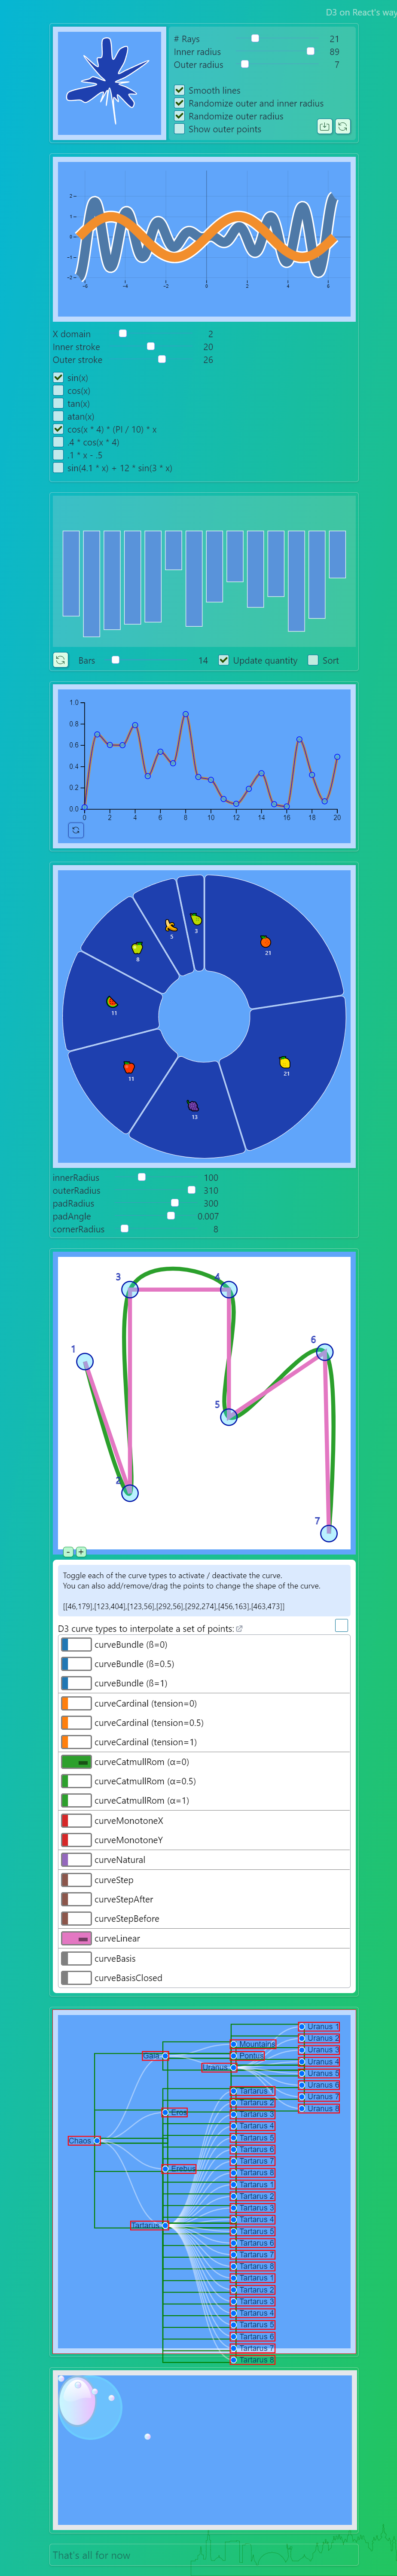 D3 on React's way
# Rays 21
Inner radius 89
Outer radius 7
Smooth lines
Randomize outer and inner radius
Randomize outer radius
Show outer points
2
1
0
-1
-2
-6 -4 -2 0 2 4 6
X domain 2
Inner stroke 20
Outer stroke 26
sin(x)
cos(x)
tan(x)
atan(x)
cos(x * 4) * (PI / 10) * x
.4 * cos(x * 4)
.1 * x - .5
sin(4.1 * x) + 12 * sin(3 * x)
Bars 14 Update quantity Sort
1.0
0.8
0.6
0.4
0.2
0.0
0 2 4 6 8 10 12 14 16 18 20
5 3
8 21
11
11 21
13
innerRadius 100
outerRadius 310
padRadius 300
padAngle 0.007
cornerRadius 8
3 4
6
1
5
2
7
- +
Toggle each of the curve types to activate / deactivate the curve.
You can also add/remove/drag the points to change the shape of the curve.
[[46,179],[123,404],[123,56],[292,56],[292,274],[456,163],[463,473]]
D3 curve types to interpolate a set of points:
curveBundle (ß=0)
curveBundle (ß=0.5)
curveBundle (ß=1)
curveCardinal (tension=0)
curveCardinal (tension=0.5)
curveCardinal (tension=1)
curveCatmullRom (α=0)
curveCatmullRom (α=0.5)
curveCatmullRom (α=1)
curveMonotoneX
curveMonotoneY
curveNatural
curveStep
curveStepAfter
curveStepBefore
curveLinear
curveBasis
curveBasisClosed
Uranus 1
Uranus 2
Mountains
Uranus 3
Gaia Pontus
Uranus 4
Uranus
Uranus 5
Uranus 6
Tartarus 1
Uranus 7
Tartarus 2
Uranus 8
Eros
Tartarus 3
Tartarus 4
Tartarus 5
Chaos
Tartarus 6
Tartarus 7
Erebus
Tartarus 8
Tartarus 1
Tartarus 2
Tartarus 3
Tartarus 4
Tartarus
Tartarus 5
Tartarus 6
Tartarus 7
Tartarus 8
Tartarus 1
Tartarus 2
Tartarus 3
Tartarus 4
Tartarus 5
Tartarus 6
Tartarus 7
Tartarus 8
That's all for now